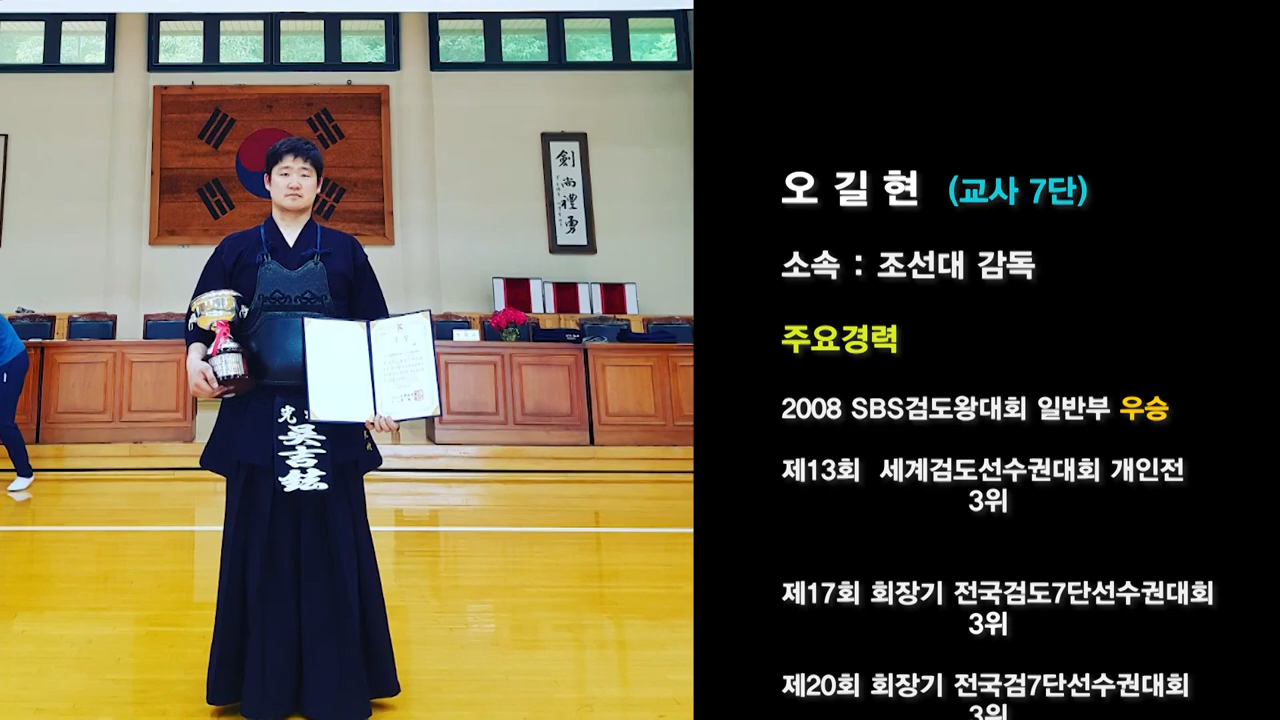 劍
尙
禮
勇
光
吳
吉
鉉
오 길 현 (교사 7단)
소속 : 조선대 감독
주요경력
2008 SBS검도왕대회 일반부 우승
제13회 세계검도선수권대회 개인전
3위
제17회 회장기 전국검도7단선수권대회
3위
제20회 회장기 전국검7단선수권대회
3위